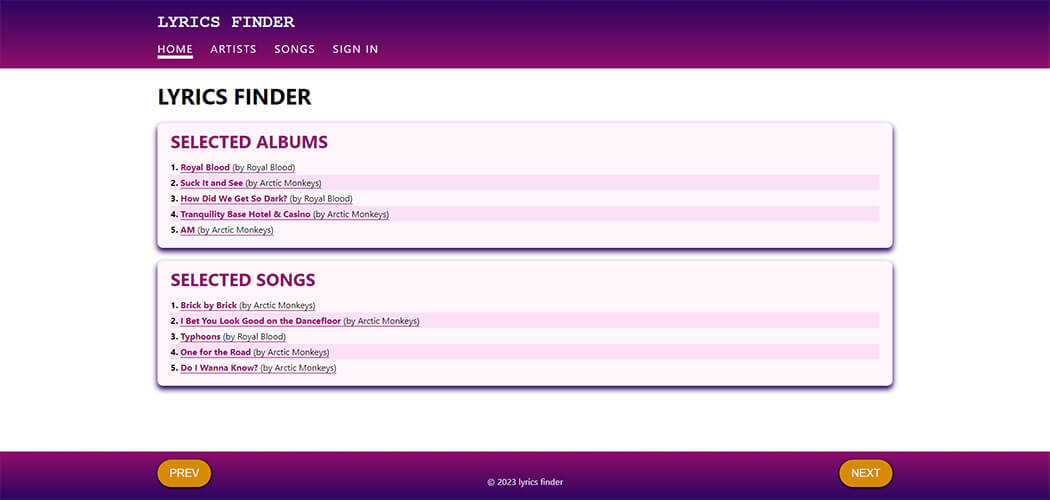 LYRICS FINDER
HOME ARTISTS SONGS SIGN IN
LYRICS FINDER
SELECTED ALBUMS
1. Royal Blood (by Royal Blood)
2. Suck It and See (by Arctic Monkeys)
3. How Did We Get So Dark? (by Royal Blood)
4. Tranquility Base Hotel & Casino (by Arctic Monkeys)
5. AM (by Arctic Monkeys)
SELECTED SONGS
1. Brick by Brick (by Arctic Monkeys)
2. I Bet You Look Good on the Dancefloor (by Arctic Monkeys)
3. Typhoons (by Royal Blood)
4. One for the Road (by Arctic Monkeys)
5. Do I Wanna Know? (by Arctic Monkeys)
PREV
NEXT
© 2023 lyrics finder